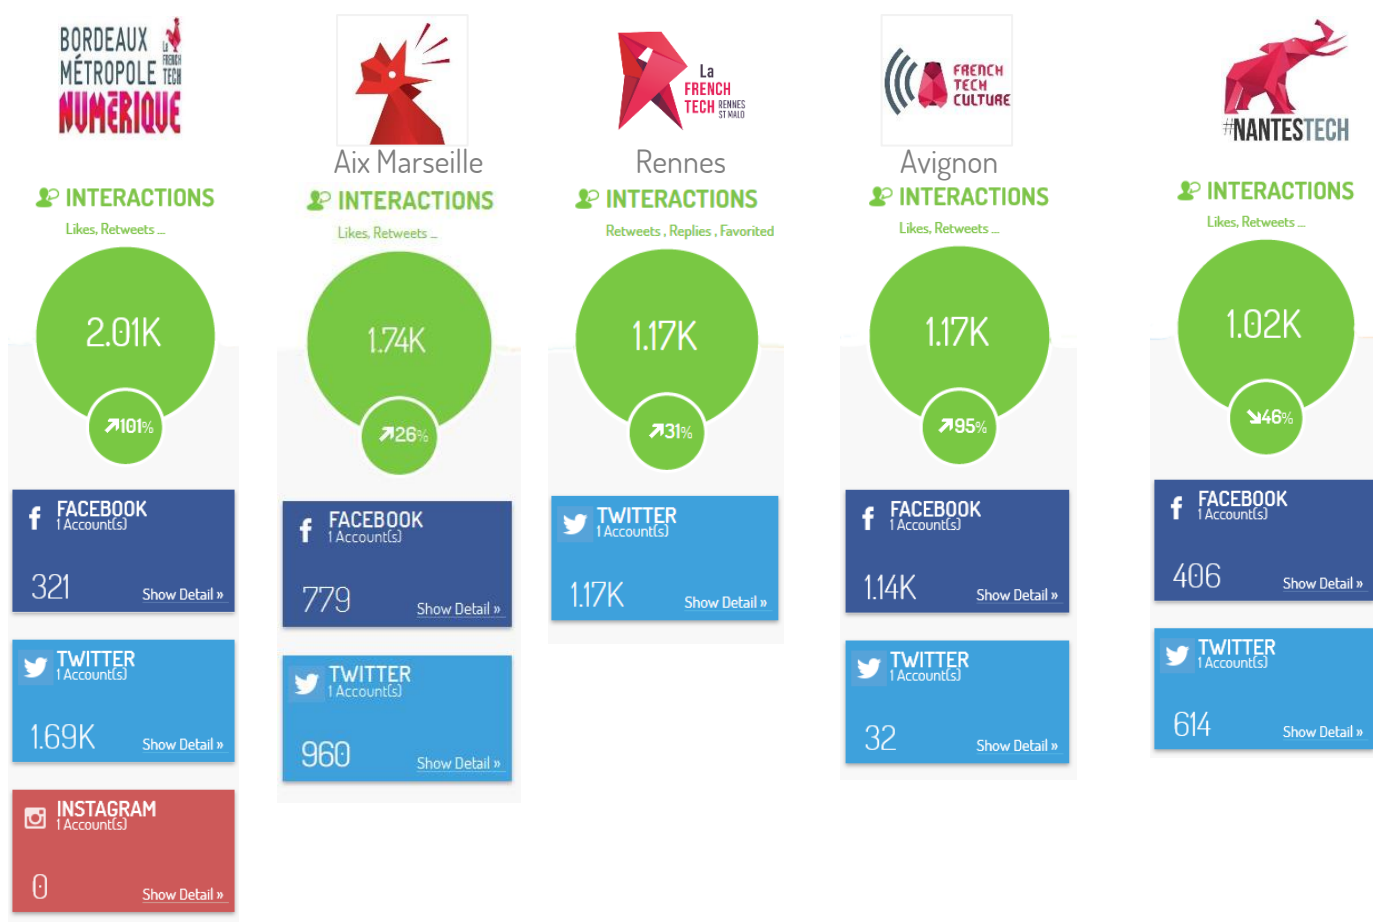 BORDEAUX
MÉTROPOLE
NUMÉRIQUE
La
FRENCH
TECH
INTERACTIONS
Likes, Retweets ...
2.01K
101%
FACEBOOK
1 Account(s)
321
Show Detail »
TWITTER
1 Account(s)
1.69K
Show Detail »
INSTAGRAM
1 Account(s)
0
Show Detail »
Aix Marseille
INTERACTIONS
Likes, Retweets ...
1.74K
26%
FACEBOOK
1 Account(s)
779
Show Detail »
TWITTER
1 Account(s)
960
Show Detail »
La
FRENCH
TECH RENNES
ST MALO
Rennes
INTERACTIONS
Retweets , Replies , Favorited
1.17K
31%
TWITTER
1 Account(s)
1.17K
Show Detail »
FRENCH
TECH
CULTURE
Avignon
INTERACTIONS
Likes, Retweets ...
1.17K
95%
FACEBOOK
1 Account(s)
1.14K
Show Detail »
TWITTER
1 Account(s)
32
Show Detail »
#NANTESTECH
INTERACTIONS
Likes, Retweets ...
1.02K
46%
FACEBOOK
1 Account(s)
406
Show Detail »
TWITTER
1 Account(s)
614
Show Detail »